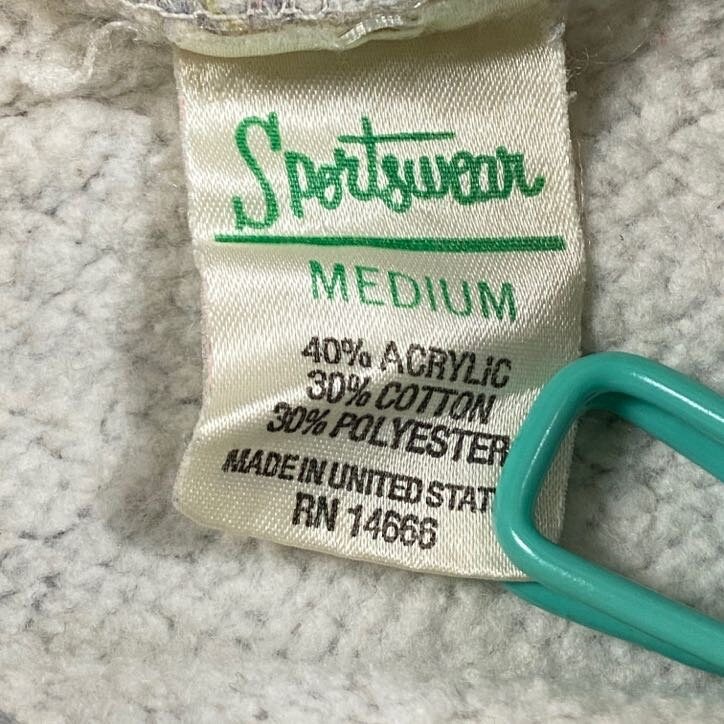 Sportswear
MEDIUM
40% ACRYLIC
30% COTTON
30% POLYESTER
MADE IN UNITED STAT
RN 14666